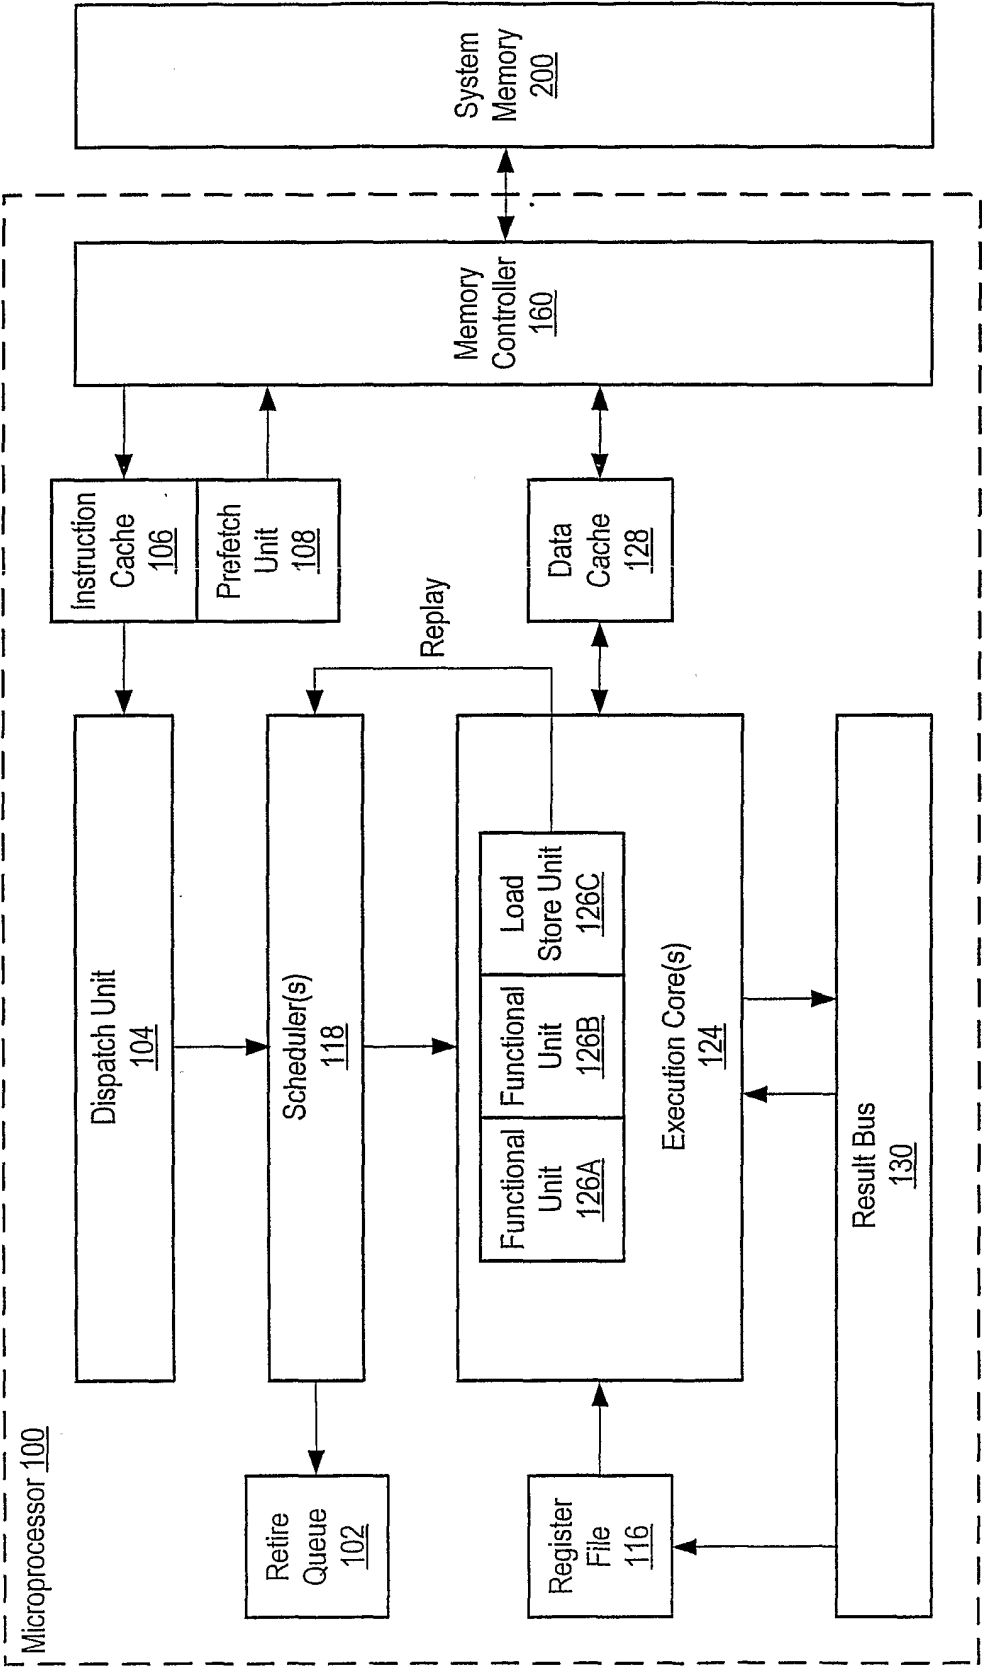 Microprocessor 100
Dispatch Unit
104
Instruction
Cache
106
Prefetch
Unit
108
Retire
Queue
102
Scheduler(s)
118
Replay
Register
File
116
Functional
Unit
126A
Functional
Unit
126B
Load
Store Unit
126C
Execution Core(s)
124
Data
Cache
128
Result Bus
130
Memory
Controller
160
System
Memory
200